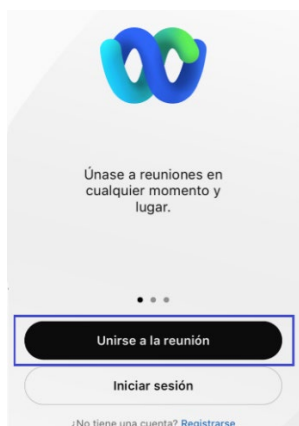 Únase a reuniones en
cualquier momento y
lugar.
Unirse a la reunión
Iniciar sesión
¿No tiene una cuenta? Registrarse